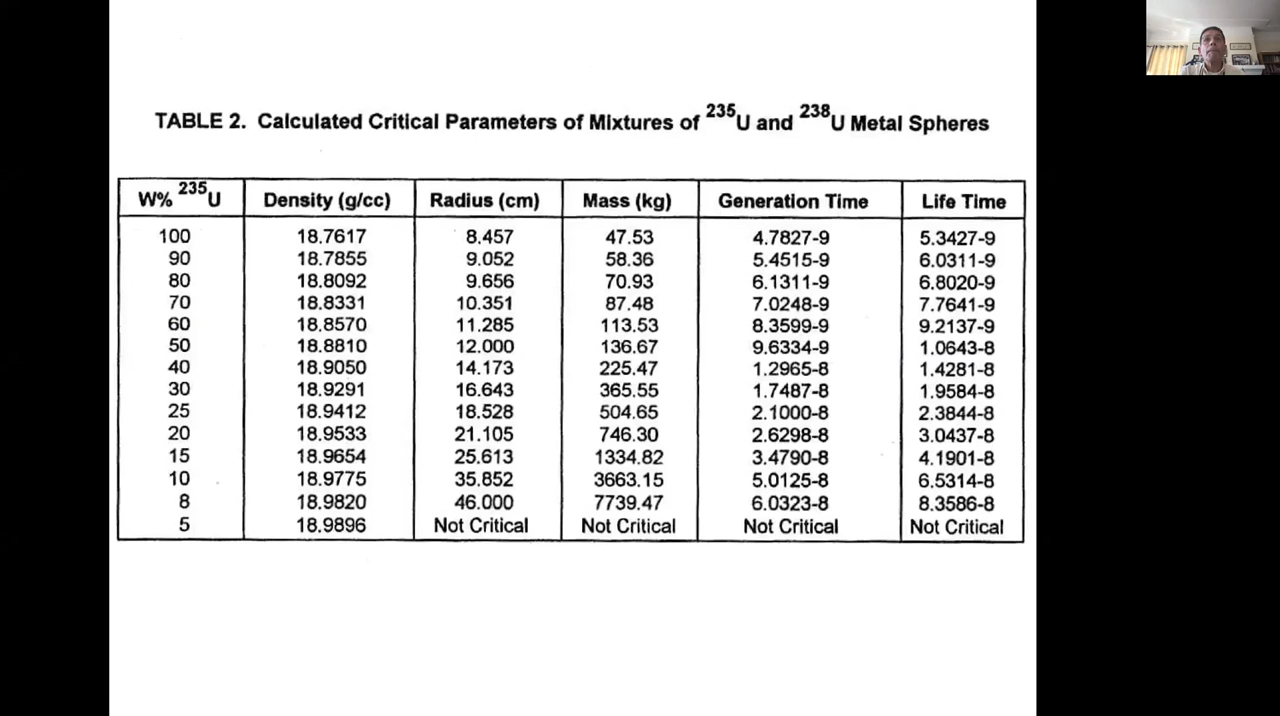 TABLE 2. Calculated Critical Parameters of Mixtures of 235U and 238U Metal Spheres
W% 235U Density (g/cc) Radius (cm) Mass (kg) Generation Time Life Time
100 18.7617 8.457 47.53 4.7827-9 5.3427-9
90 18.7855 9.052 58.36 5.4515-9 6.0311-9
80 18.8092 9.656 70.93 6.1311-9 6.8020-9
70 18.8331 10.351 87.48 7.0248-9 7.7641-9
60 18.8570 11.285 113.53 8.3599-9 9.2137-9
50 18.8810 12.000 136.67 9.6334-9 1.0643-8
40 18.9050 14.173 225.47 1.2965-8 1.4281-8
30 18.9291 16.643 365.55 1.7487-8 1.9584-8
25 18.9412 18.528 504.65 2.1000-8 2.3844-8
20 18.9533 21.105 746.30 2.6298-8 3.0437-8
15 18.9654 25.613 1334.82 3.4790-8 4.1901-8
10 18.9775 35.852 3663.15 5.0125-8 6.5314-8
8 18.9820 46.000 7739.47 6.0323-8 8.3586-8
5 18.9896 Not Critical Not Critical Not Critical Not Critical